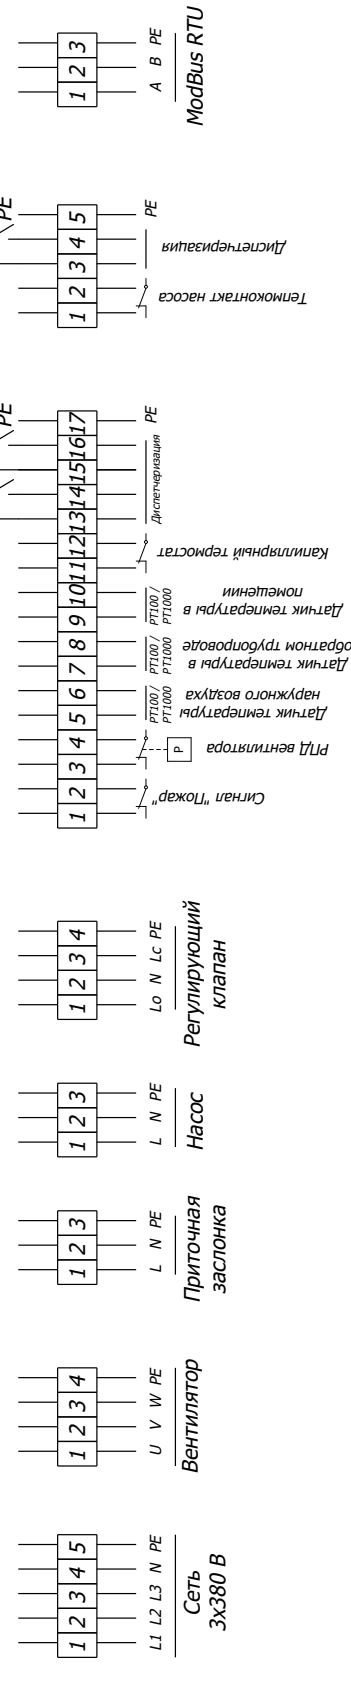 1 2 3 4 5
L1 L2 L3 N PE
Сеть
3x380 В
1 2 3 4
U V W PE
Вентилятор
1 2 3
L N PE
Приточная
заслонка
1 2 3
L N PE
Насос
1 2 3 4
Lo N Lc PE
Регулирующий
клапан
PE
1 2 3 4 5 6 7 8 9 10 11 12 13 14 15 16 17
Сигнал "Пожар"
P
РПД вентилятора
PT100/
PT1000
Датчик температуры
наружного воздуха
PT100/
PT1000
Датчик температуры в
обратном трубопроводе
PT100/
PT1000
Датчик температуры в
помещении
Капиллярный термостат
Диспетчеризация
PE
PE
1 2 3 4 5
Термоконтакт насоса
Диспетчеризация
PE
1 2 3
A B PE
ModBus RTU